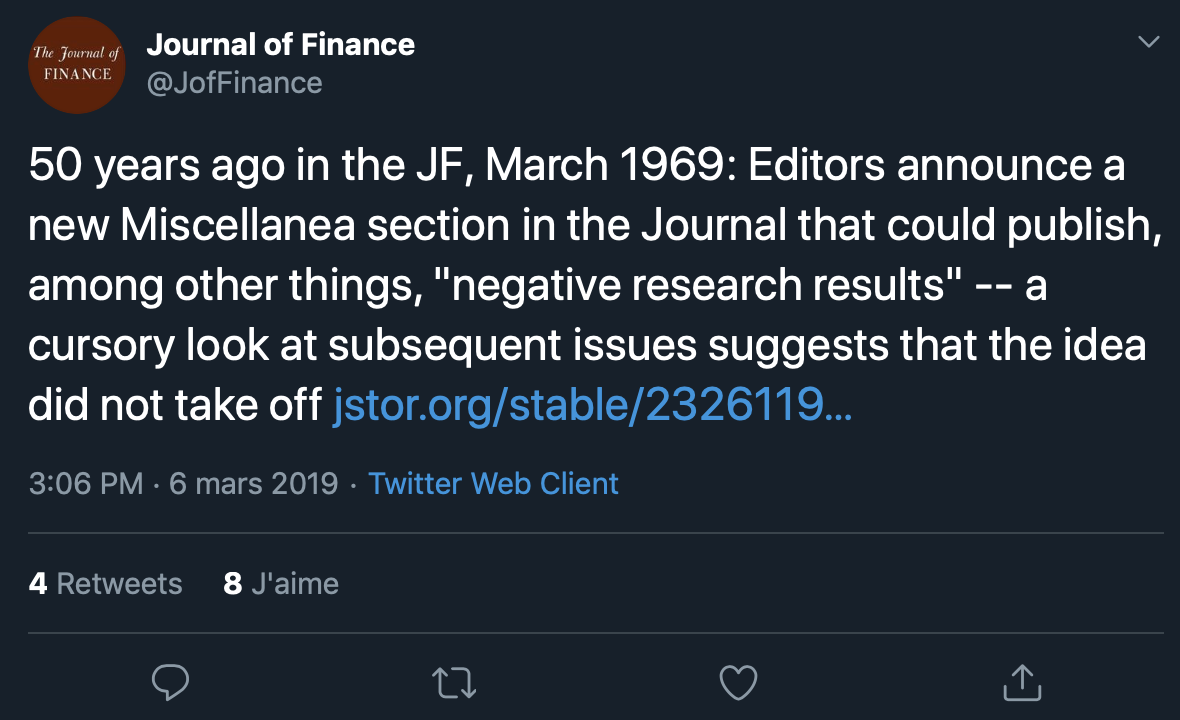 The Journal of
FINANCE
Journal of Finance
@JofFinance
50 years ago in the JF, March 1969: Editors announce a
new Miscellanea section in the Journal that could publish,
among other things, "negative research results" -- a
cursory look at subsequent issues suggests that the idea
did not take off jstor.org/stable/2326119...
3:06 PM · 6 mars 2019 · Twitter Web Client
4 Retweets 8 J'aime